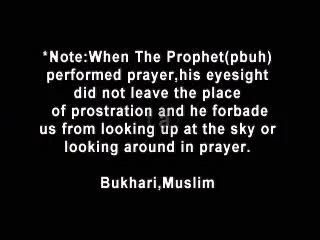 *Note:When The Prophet(pbuh)
performed prayer,his eyesight
did not leave the place
of prostration and he forbade
us from looking up at the sky or
looking around in prayer.
Bukhari,Muslim